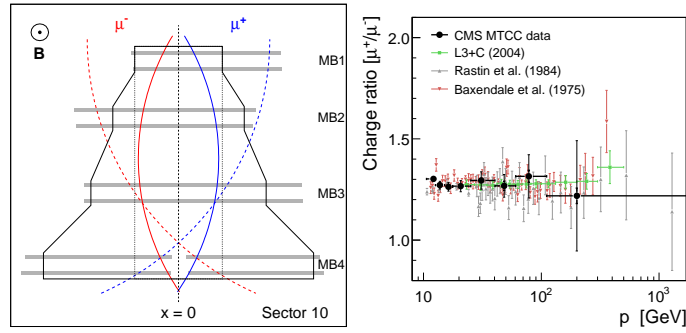 B
μ-
μ+
MB1
MB2
MB3
MB4
x = 0
Sector 10
Charge ratio [μ+/μ-]
2.0
1.5
1.0
CMS MTCC data
L3+C (2004)
Rastin et al. (1984)
Baxendale et al. (1975)
10
10²
10³
p [GeV]